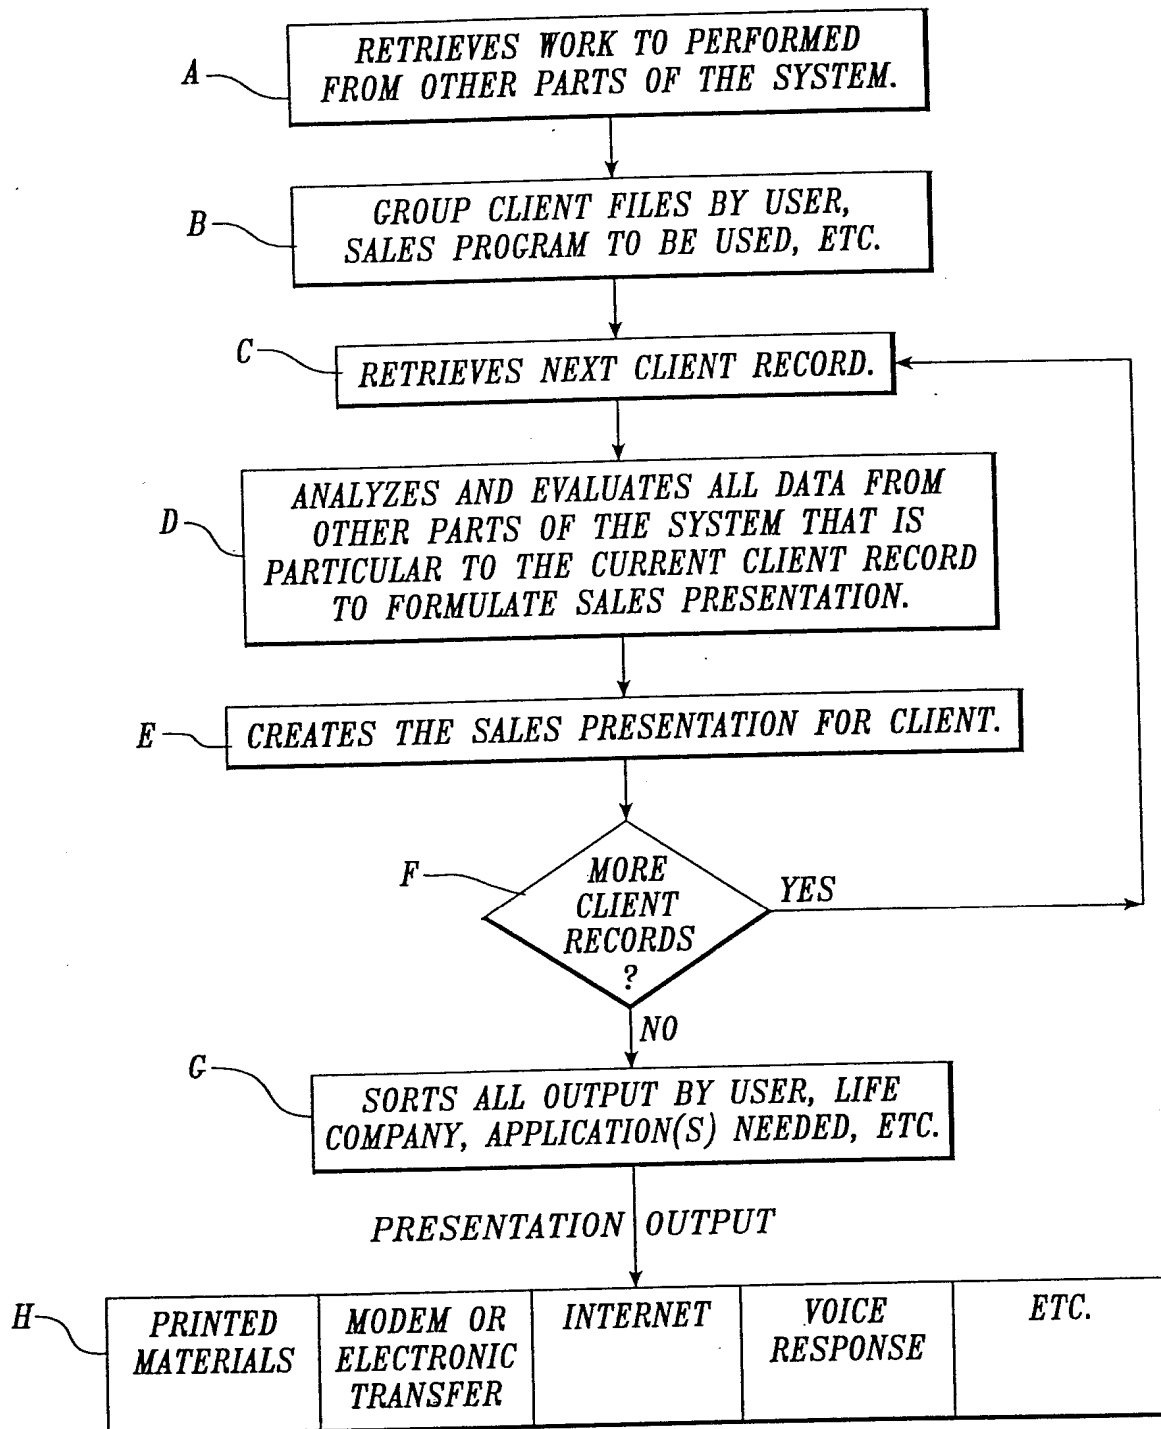 A
RETRIEVES WORK TO PERFORMED
FROM OTHER PARTS OF THE SYSTEM.
B
GROUP CLIENT FILES BY USER,
SALES PROGRAM TO BE USED, ETC.
C
RETRIEVES NEXT CLIENT RECORD.
D
ANALYZES AND EVALUATES ALL DATA FROM
OTHER PARTS OF THE SYSTEM THAT IS
PARTICULAR TO THE CURRENT CLIENT RECORD
TO FORMULATE SALES PRESENTATION.
E
CREATES THE SALES PRESENTATION FOR CLIENT.
F
MORE
CLIENT
RECORDS
?
YES
NO
G
SORTS ALL OUTPUT BY USER, LIFE
COMPANY, APPLICATION(S) NEEDED, ETC.
PRESENTATION OUTPUT
H
PRINTED
MATERIALS
MODEM OR
ELECTRONIC
TRANSFER
INTERNET
VOICE
RESPONSE
ETC.